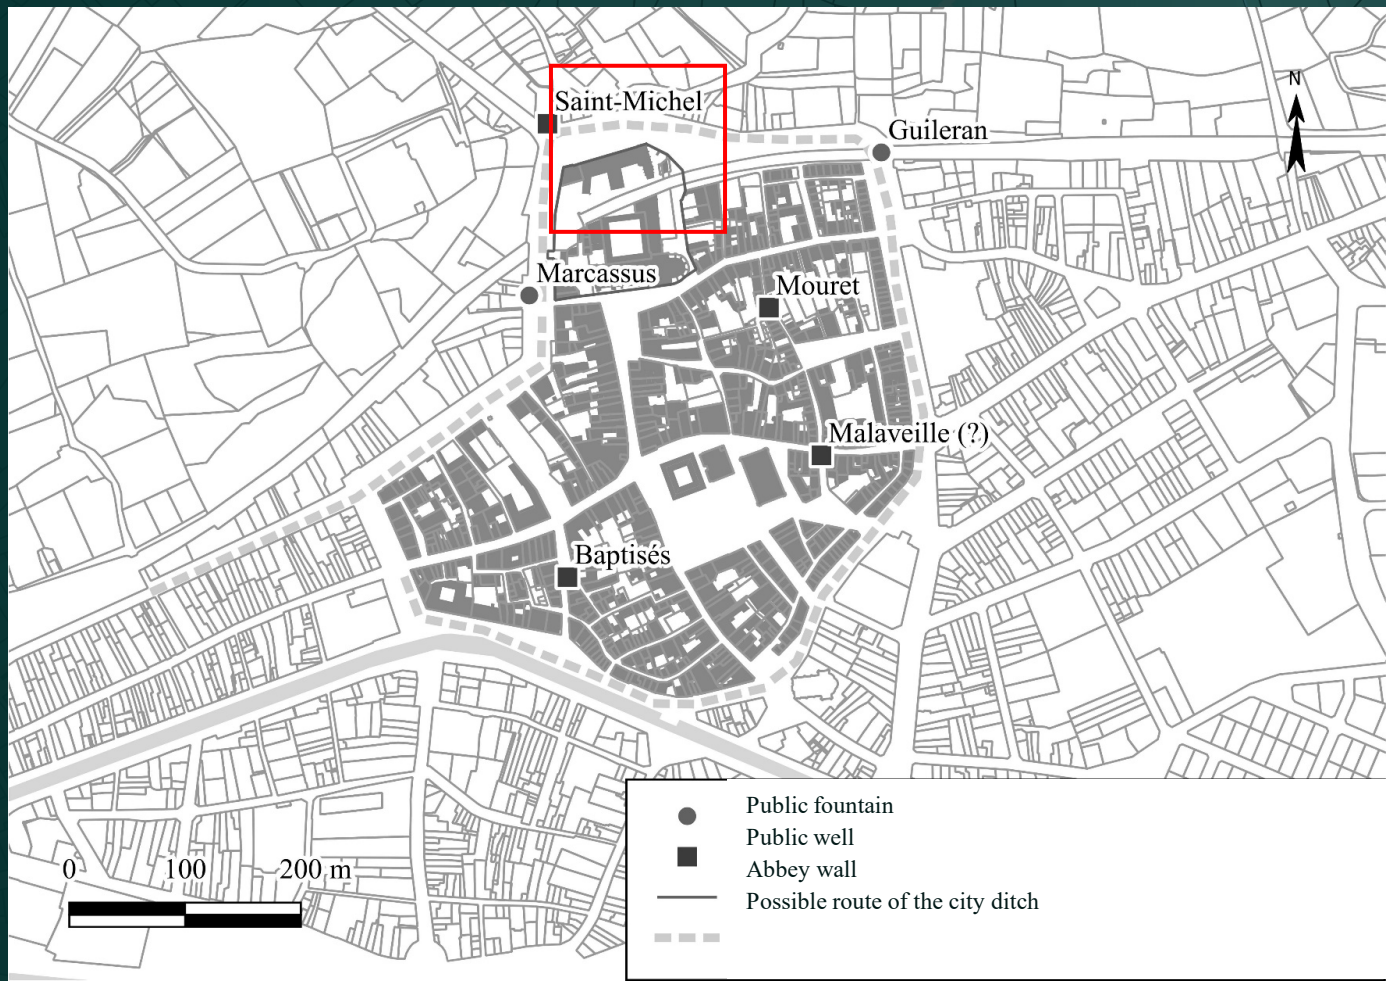 N
Saint-Michel
Guileran
Marcassus
Mouret
Malaveille (?)
Baptisés
0 100 200 m
Public fountain
Public well
Abbey wall
Possible route of the city ditch